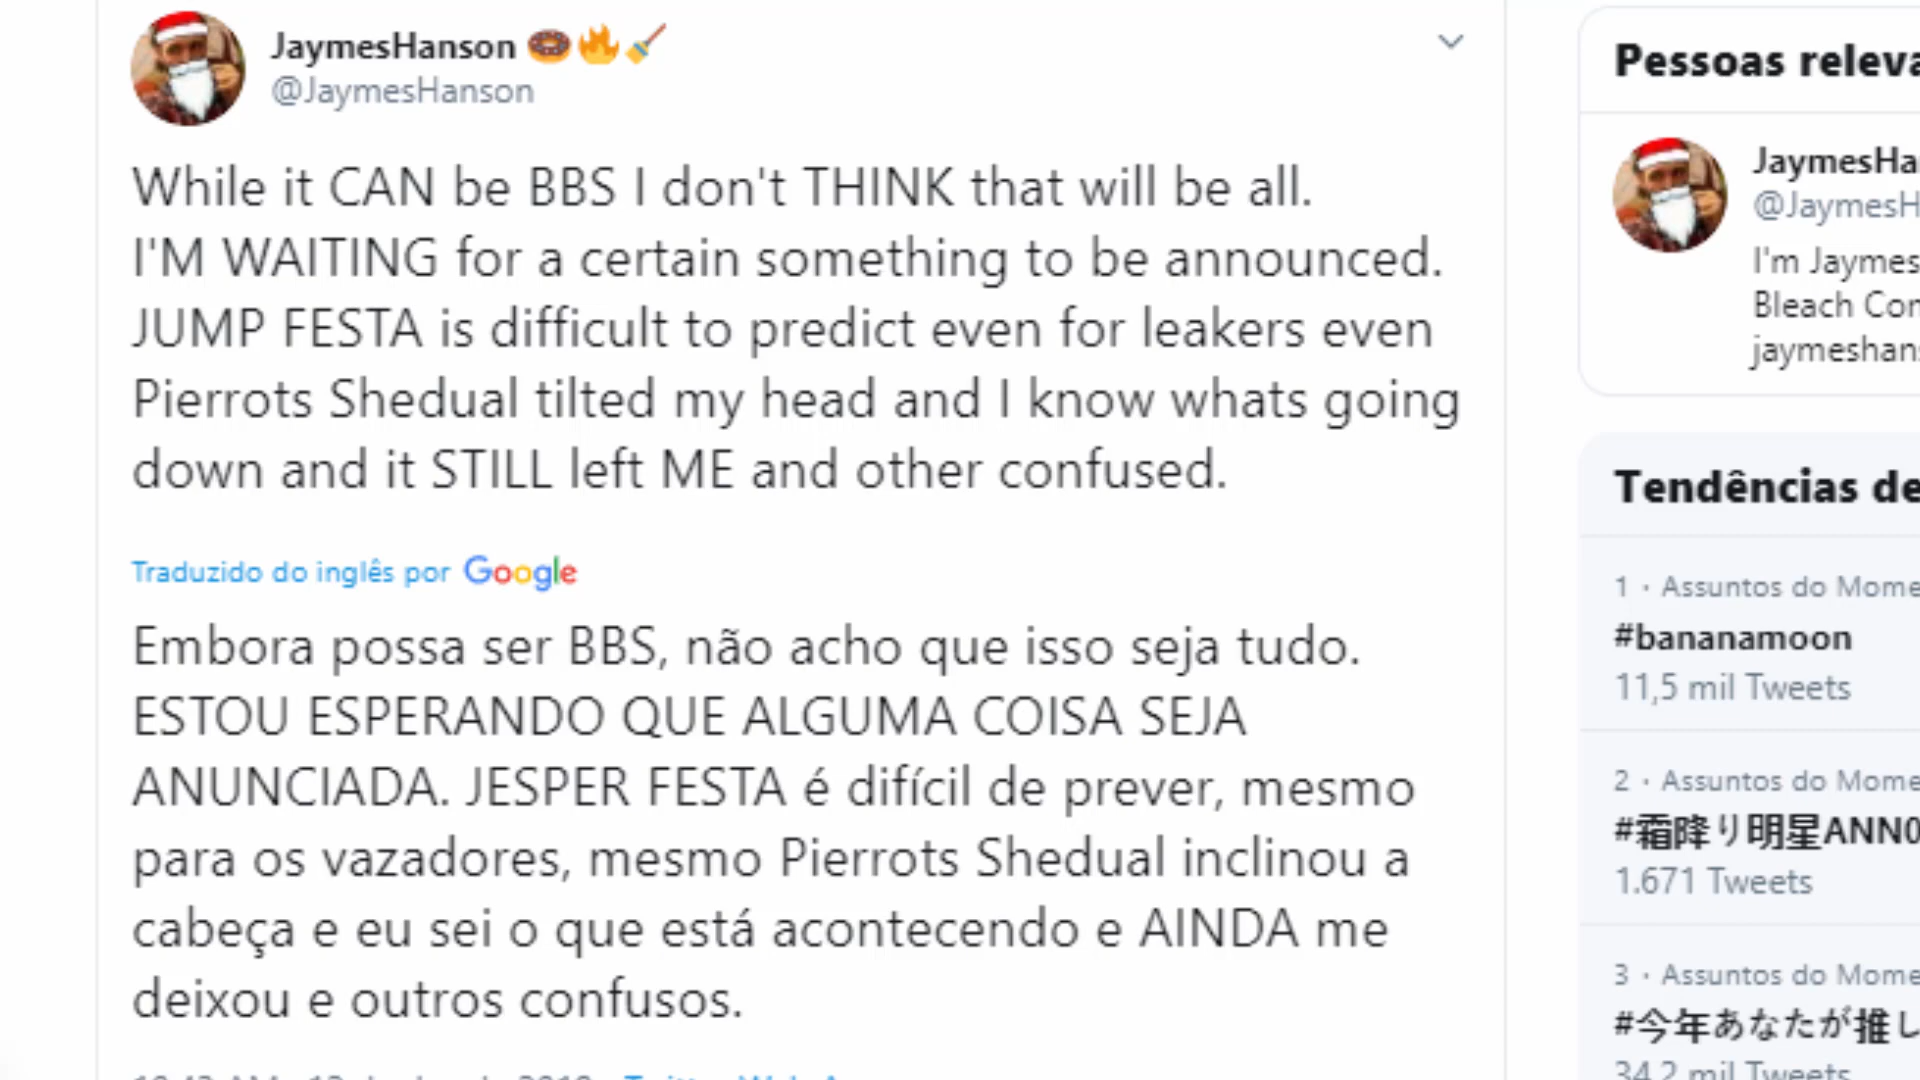 JaymesHanson 🍩🔥🧹
@JaymesHanson
While it CAN be BBS I don't THINK that will be all.
I'M WAITING for a certain something to be announced.
JUMP FESTA is difficult to predict even for leakers even
Pierrots Shedual tilted my head and I know whats going
down and it STILL left ME and other confused.
Traduzido do inglês por Google
Embora possa ser BBS, não acho que isso seja tudo.
ESTOU ESPERANDO QUE ALGUMA COISA SEJA
ANUNCIADA. JESPER FESTA é difícil de prever, mesmo
para os vazadores, mesmo Pierrots Shedual inclinou a
cabeça e eu sei o que está acontecendo e AINDA me
deixou e outros confusos.
Pessoas releva
JaymesHa
@JaymesH
I'm Jaymes
Bleach Con
jaymeshans
Tendências de
1 · Assuntos do Mome
#bananamoon
11,5 mil Tweets
2 · Assuntos do Mome
#霜降り明星ANN0
1.671 Tweets
3 · Assuntos do Mome
#今年あなたが推し
34,2 mil Tweets